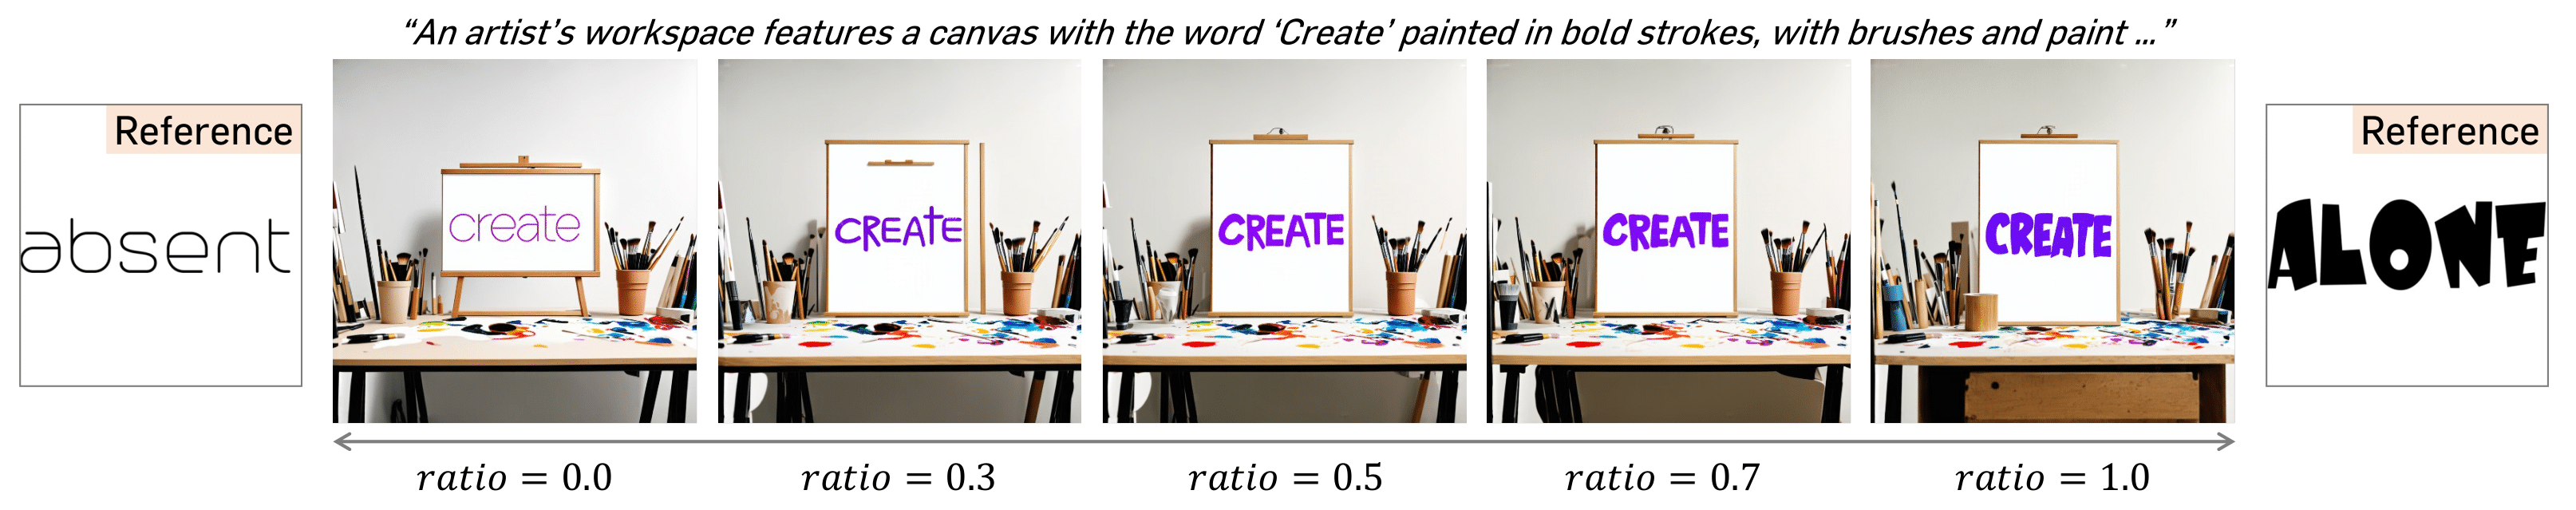 “An artist’s workspace features a canvas with the word ‘Create’ painted in bold strokes, with brushes and paint ...”
Reference
absent
create
CREAtE
CREATE
CREATE
CREATE
Reference
ALONE
ratio = 0.0
ratio = 0.3
ratio = 0.5
ratio = 0.7
ratio = 1.0